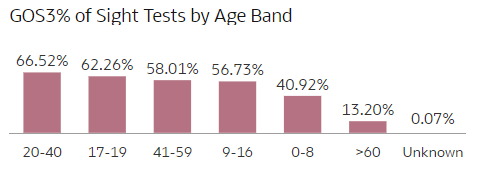 GOS3% of Sight Tests by Age Band
66.52% 62.26% 58.01% 56.73% 40.92% 13.20% 0.07%
20-40 17-19 41-59 9-16 0-8 >60 Unknown